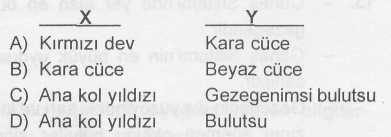 X Y
A) Kırmızı dev Kara cüce
B) Kara cüce Beyaz cüce
C) Ana kol yıldızı Gezegenimsi bulutsu
D) Ana kol yıldızı Bulutsu